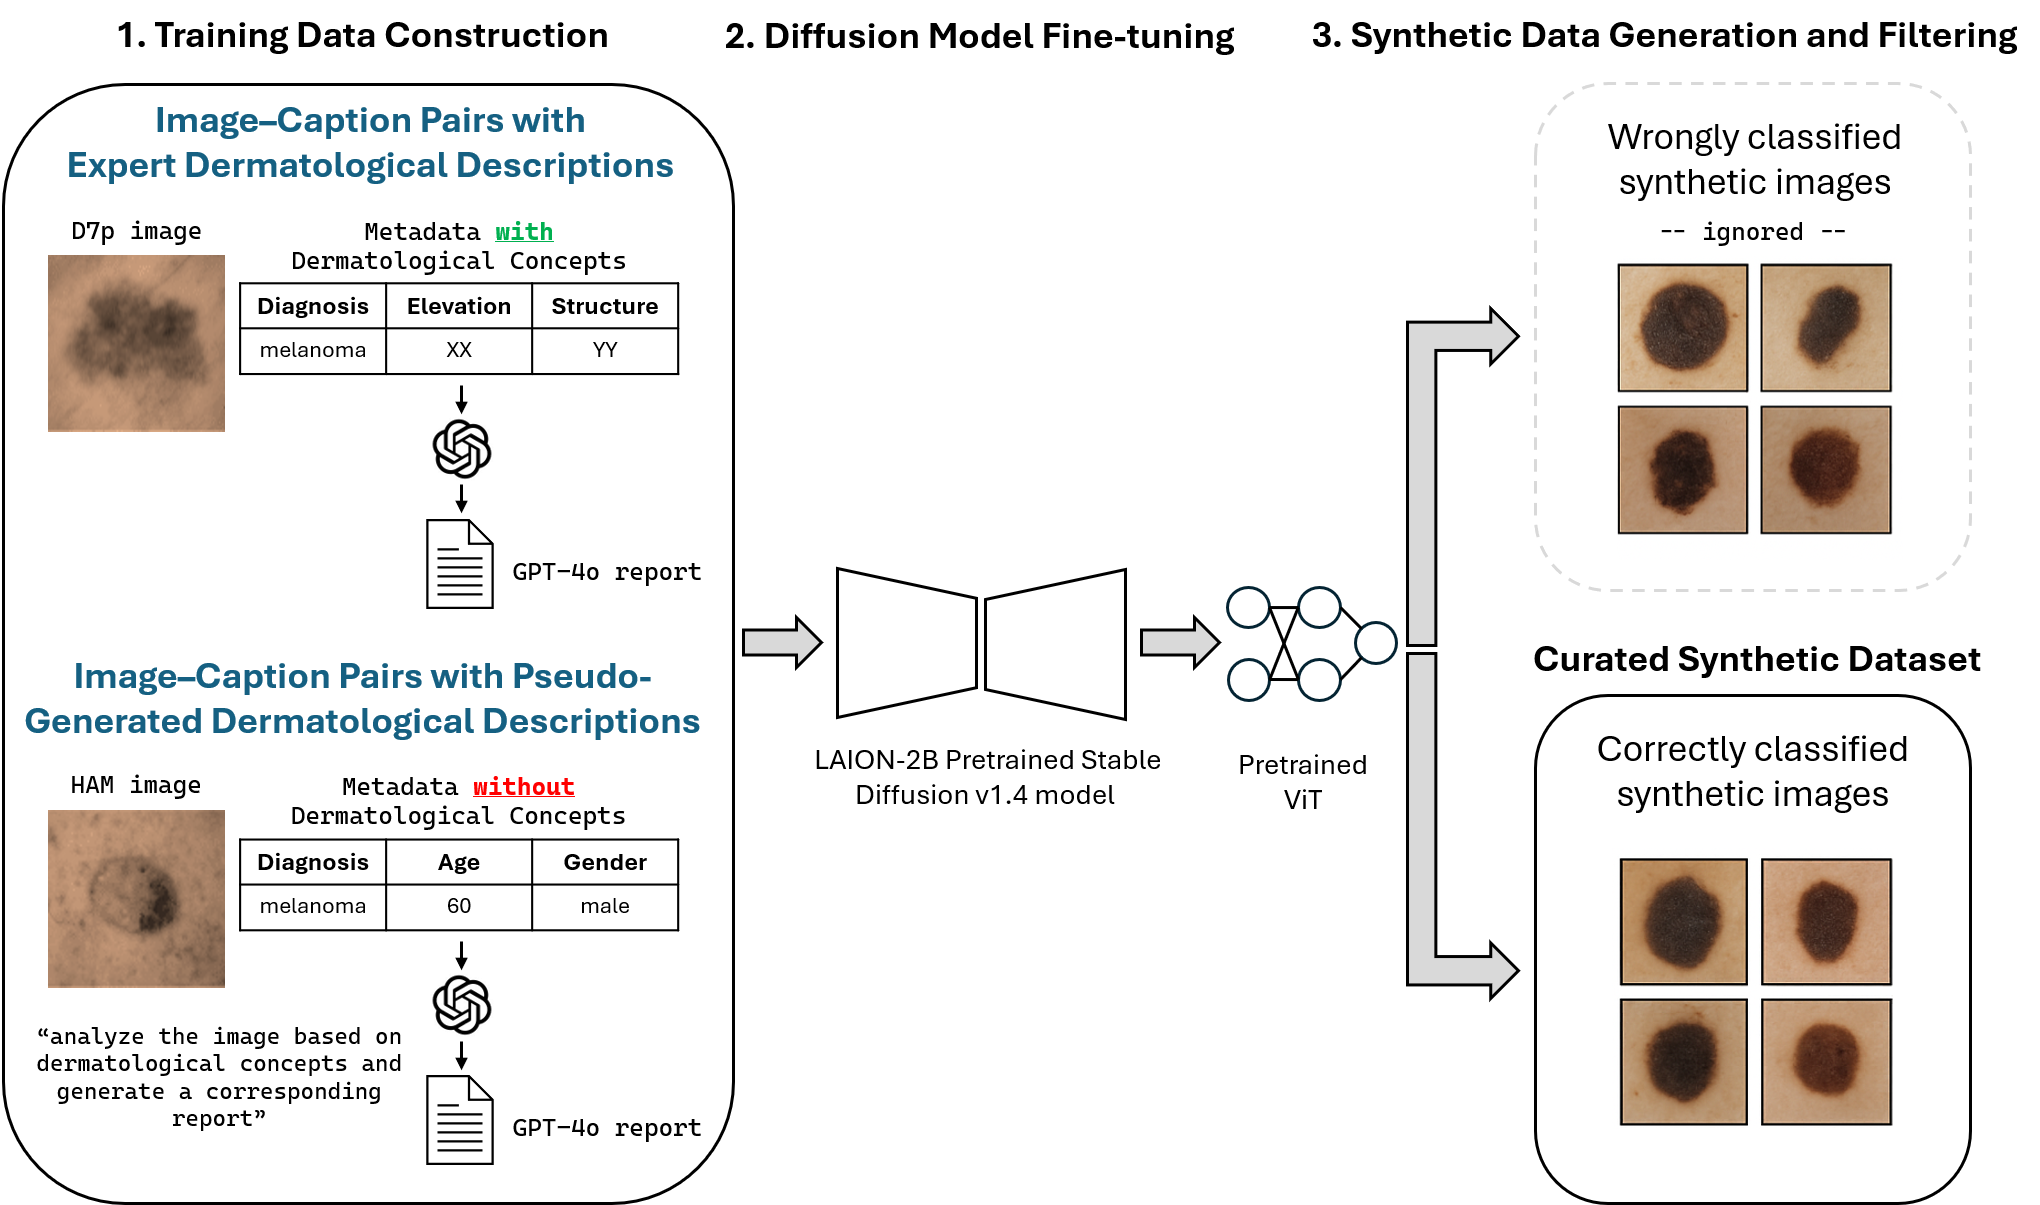 1. Training Data Construction
2. Diffusion Model Fine-tuning
3. Synthetic Data Generation and Filtering
Image–Caption Pairs with
Expert Dermatological Descriptions
D7p image
Metadata with
Dermatological Concepts
Diagnosis Elevation Structure
melanoma XX YY
GPT-4o report
Image–Caption Pairs with Pseudo-
Generated Dermatological Descriptions
HAM image
Metadata without
Dermatological Concepts
Diagnosis Age Gender
melanoma 60 male
“analyze the image based on
dermatological concepts and
generate a corresponding
report”
GPT-4o report
LAION-2B Pretrained Stable
Diffusion v1.4 model
Pretrained
ViT
Wrongly classified
synthetic images
-- ignored --
Curated Synthetic Dataset
Correctly classified
synthetic images